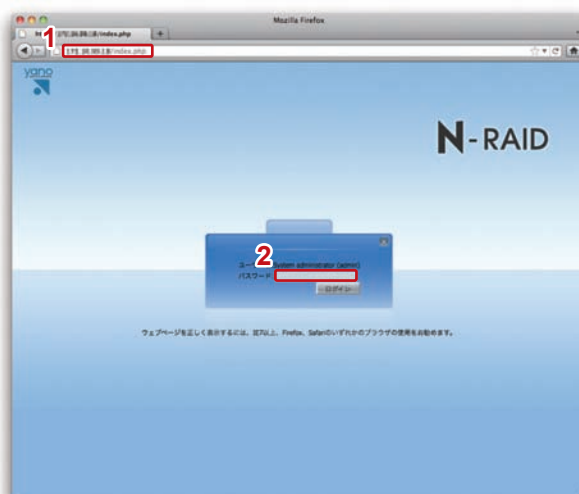 Mozilla Firefox
1
/index.php
/index.php
yano
N-RAID
2
System administrator (admin)
パスワード
ログイン
ウェブページを正しく表示するには、IE7以上、Firefox、Safariのいずれかのブラウザの使用をお勧めます。